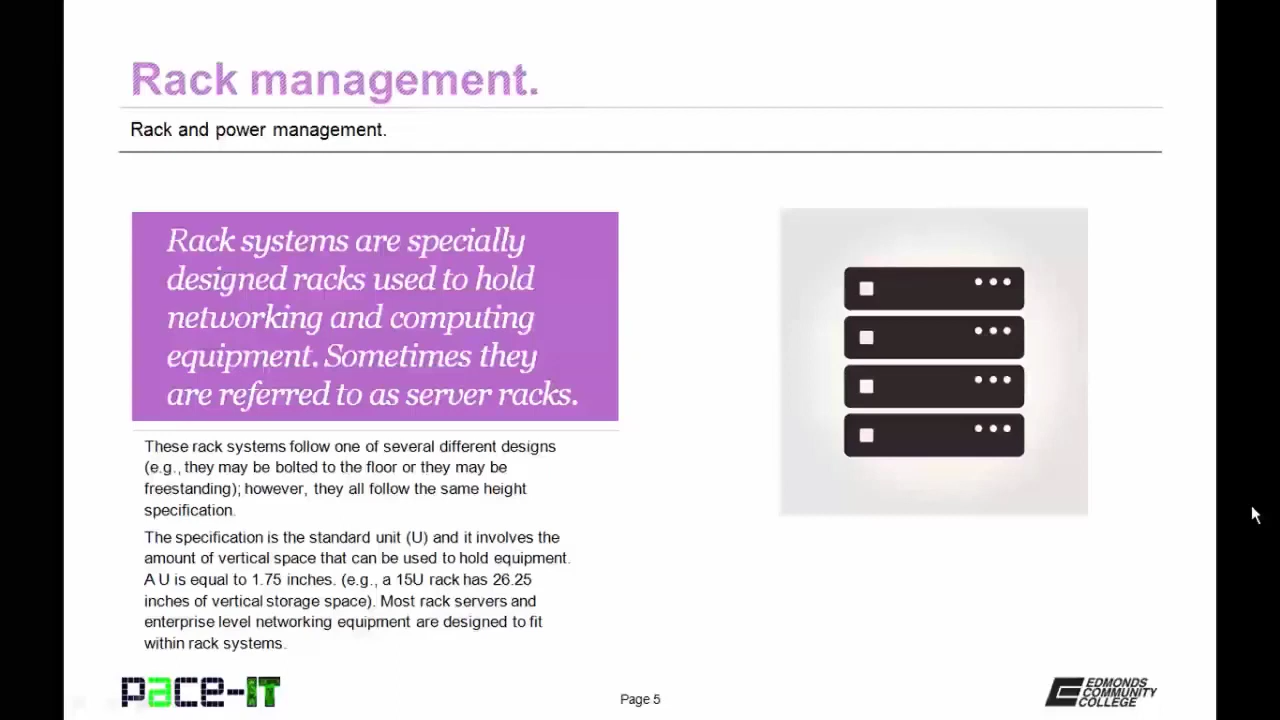 Rack management.
Rack and power management.
Rack systems are specially
designed racks used to hold
networking and computing
equipment. Sometimes they
are referred to as server racks.
These rack systems follow one of several different designs
(e.g., they may be bolted to the floor or they may be
freestanding); however, they all follow the same height
specification.
The specification is the standard unit (U) and it involves the
amount of vertical space that can be used to hold equipment.
A U is equal to 1.75 inches. (e.g., a 15U rack has 26.25
inches of vertical storage space). Most rack servers and
enterprise level networking equipment are designed to fit
within rack systems.
pace-IT
Page 5
EDMONDS
COMMUNITY
COLLEGE